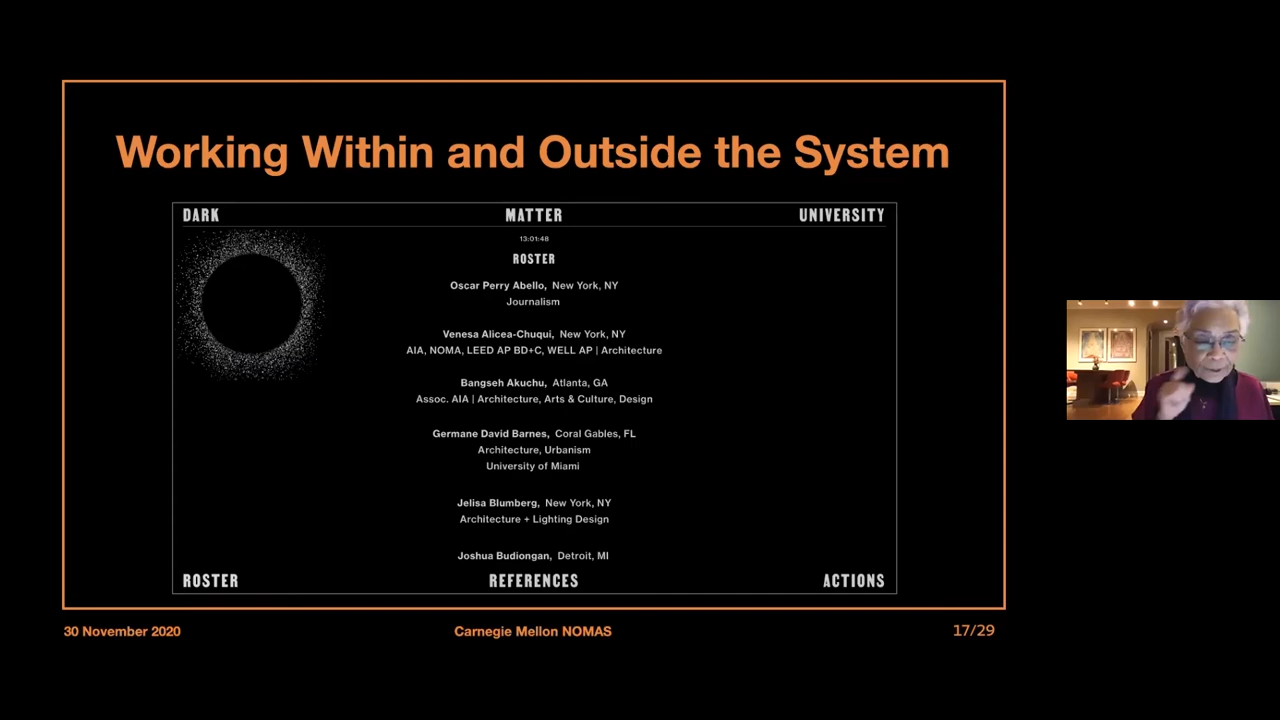 Working Within and Outside the System
DARK MATTER UNIVERSITY
13:01:48
ROSTER
Oscar Perry Abello, New York, NY
Journalism
Venesa Alicea-Chuqui, New York, NY
AIA, NOMA, LEED AP BD+C, WELL AP | Architecture
Bangseh Akuchu, Atlanta, GA
Assoc. AIA | Architecture, Arts & Culture, Design
Germane David Barnes, Coral Gables, FL
Architecture, Urbanism
University of Miami
Jelisa Blumberg, New York, NY
Architecture + Lighting Design
Joshua Budiongan, Detroit, MI
ROSTER REFERENCES ACTIONS
30 November 2020 Carnegie Mellon NOMAS 17/29